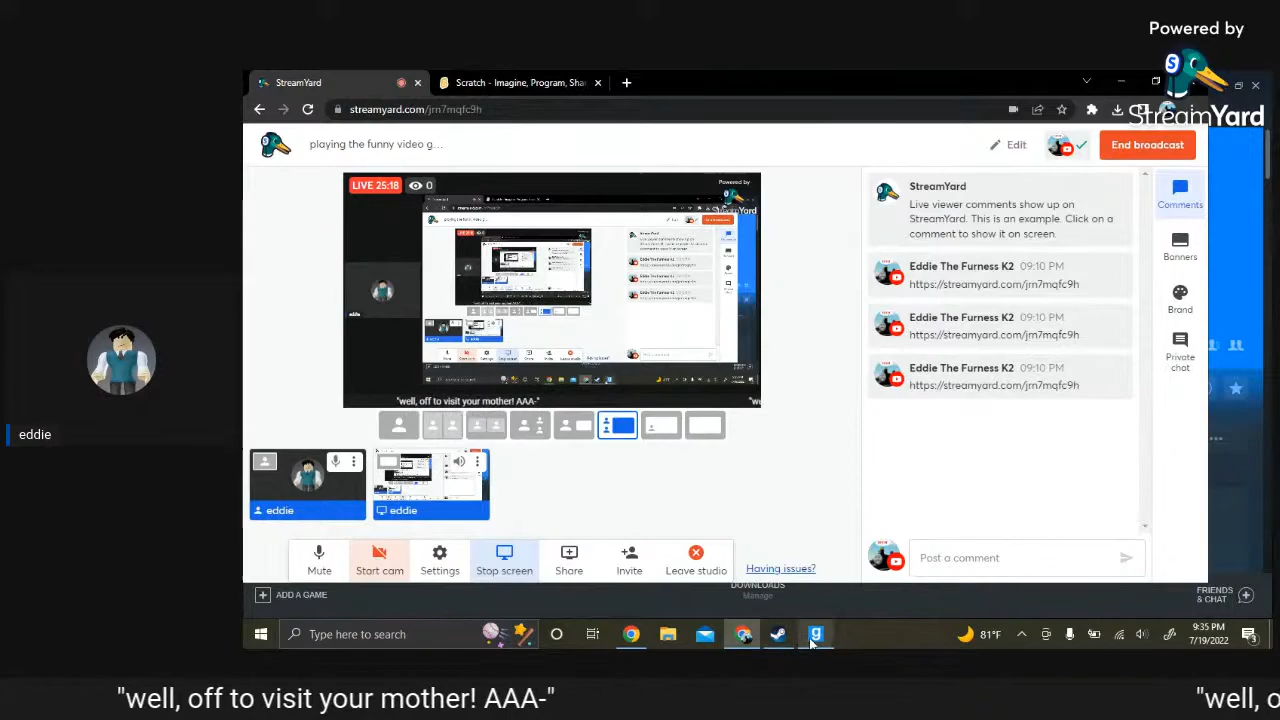 Powered by
StreamYard
StreamYard
Scratch - Imagine, Program, Shar
streamyard.com/jrn7mqfc9h
playing the funny video g...
Edit
End broadcast
LIVE 25:18
0
Powered by
eddie
"well, off to visit your mother! AAA-"
"we
StreamYard
Live viewer comments show up on
StreamYard. This is an example. Click on a
comment to show it on screen.
Eddie The Furness K2 09:10 PM
https://streamyard.com/jrn7mqfc9h
Eddie The Furness K2 09:10 PM
https://streamyard.com/jrn7mqfc9h
Eddie The Furness K2 09:10 PM
https://streamyard.com/jrn7mqfc9h
Comments
Banners
Brand
Private
chat
eddie
eddie
eddie
Mute
Start cam
Settings
Stop screen
Share
Invite
Leave studio
Having issues?
Post a comment
ADD A GAME
DOWNLOADS
Manage
FRIENDS
& CHAT
Type here to search
81°F
9:35 PM
7/19/2022
3
"well, off to visit your mother! AAA-"
"well, o